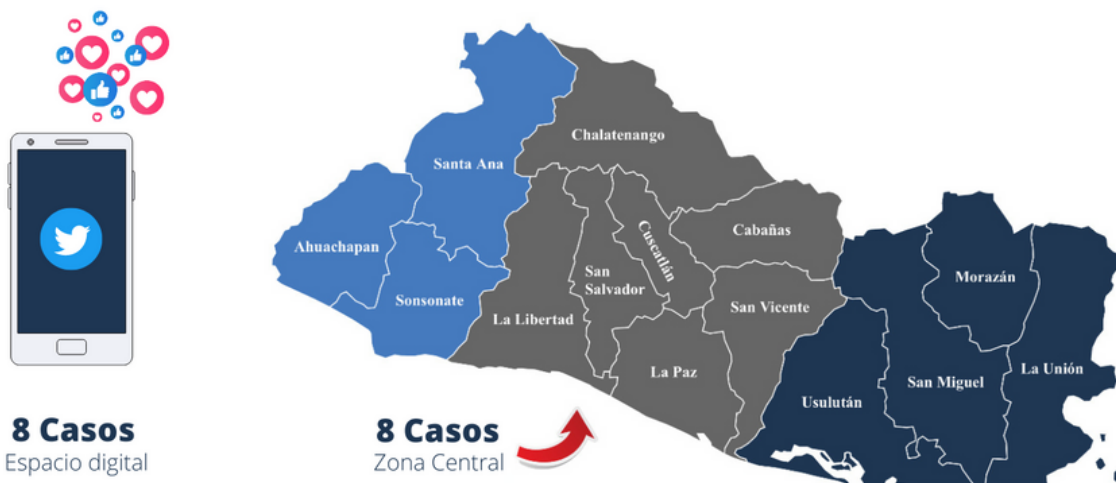 Chalatenango
Santa Ana
Cabañas
Cuscatlán
Ahuachapan
Morazán
San
Salvador
Sonsonate
San Vicente
La Libertad
La Paz
La Unión
San Miguel
Usulután
8 Casos
Espacio digital
8 Casos
Zona Central